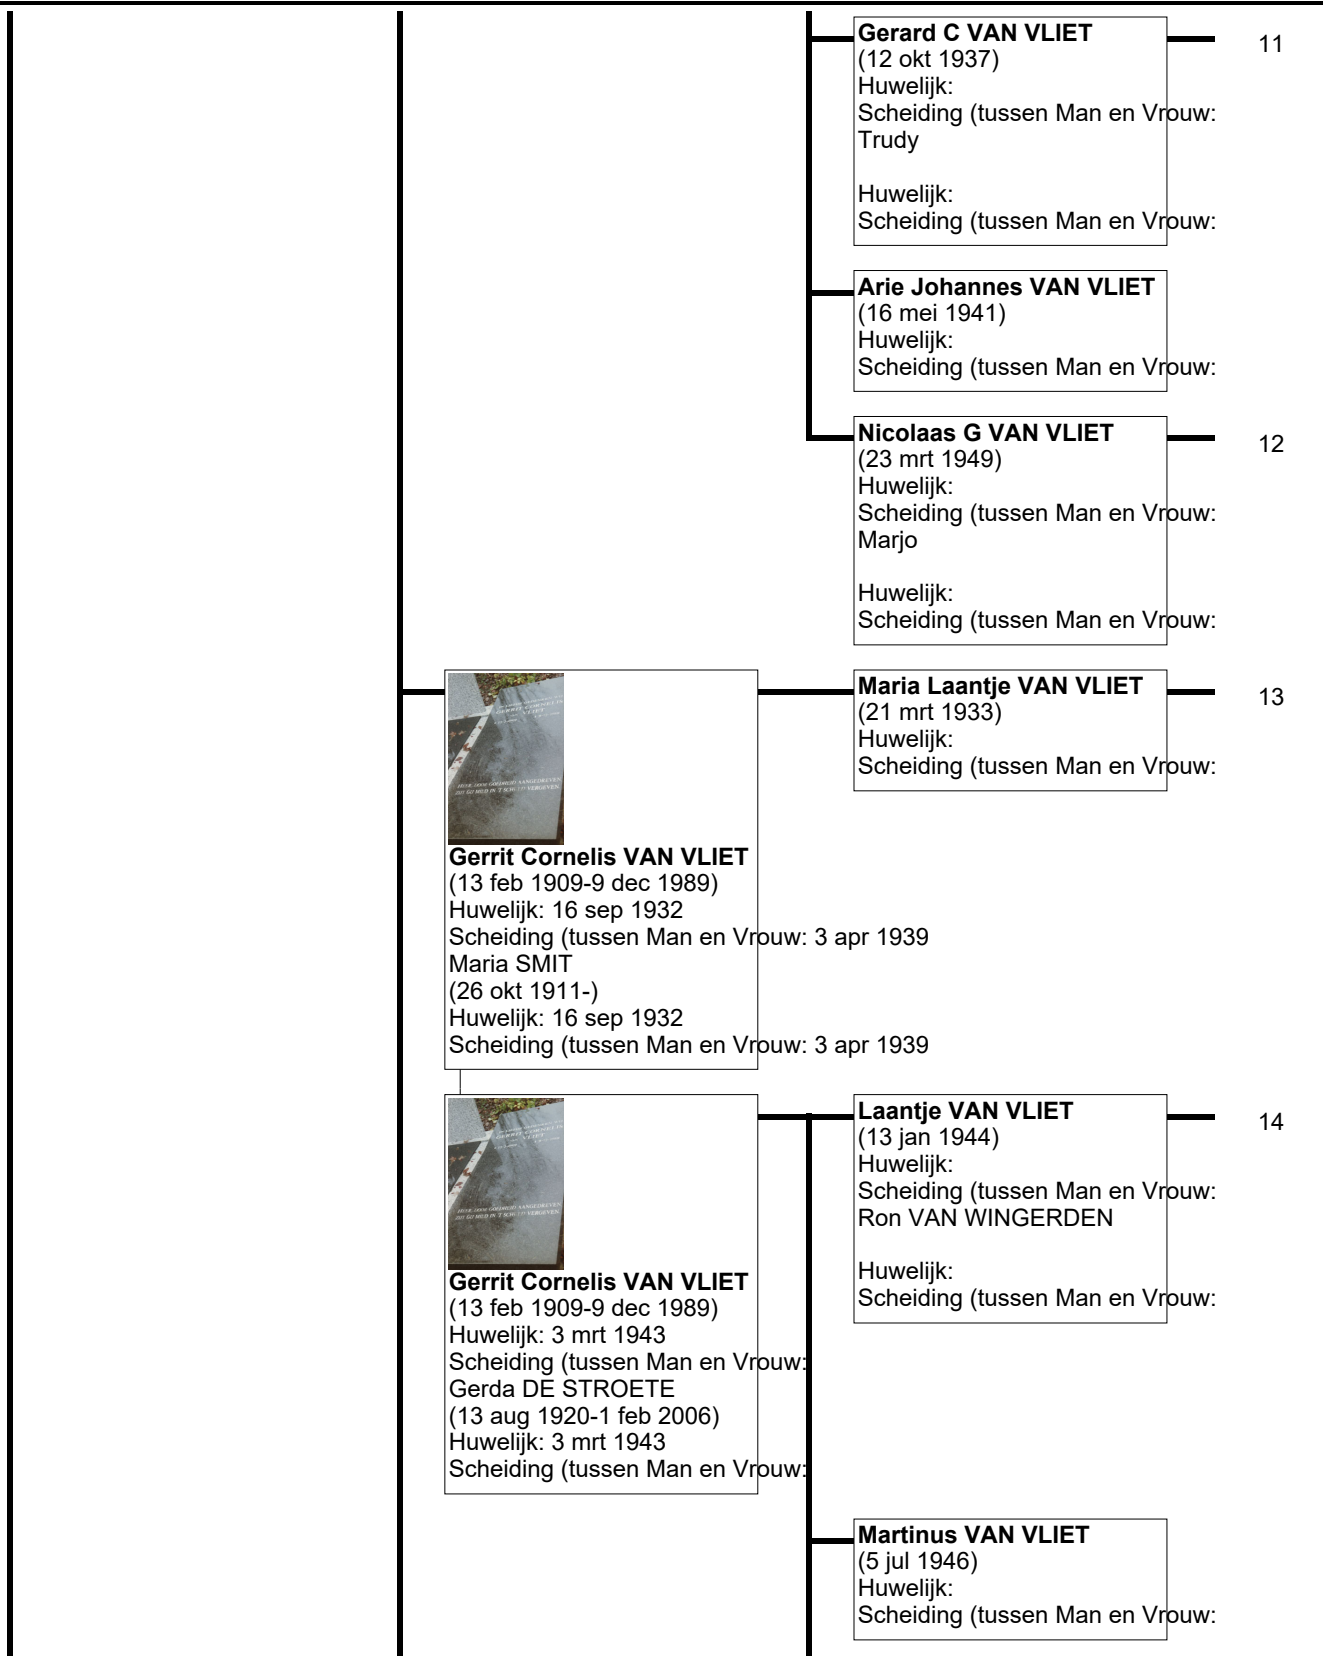 Gerard C VAN VLIET
(12 okt 1937)
Huwelijk:
Scheiding (tussen Man en Vrouw:
Trudy
Huwelijk:
Scheiding (tussen Man en Vrouw:
11
Arie Johannes VAN VLIET
(16 mei 1941)
Huwelijk:
Scheiding (tussen Man en Vrouw:
Nicolaas G VAN VLIET
(23 mrt 1949)
Huwelijk:
Scheiding (tussen Man en Vrouw:
Marjo
Huwelijk:
Scheiding (tussen Man en Vrouw:
12
GERRIT CORNELIS
VLIET
Gerrit Cornelis VAN VLIET
(13 feb 1909-9 dec 1989)
Huwelijk: 16 sep 1932
Scheiding (tussen Man en Vrouw: 3 apr 1939
Maria SMIT
(26 okt 1911-)
Huwelijk: 16 sep 1932
Scheiding (tussen Man en Vrouw: 3 apr 1939
Maria Laantje VAN VLIET
(21 mrt 1933)
Huwelijk:
Scheiding (tussen Man en Vrouw:
13
GERRIT CORNELIS
VLIET
Gerrit Cornelis VAN VLIET
(13 feb 1909-9 dec 1989)
Huwelijk: 3 mrt 1943
Scheiding (tussen Man en Vrouw:
Gerda DE STROETE
(13 aug 1920-1 feb 2006)
Huwelijk: 3 mrt 1943
Scheiding (tussen Man en Vrouw:
Laantje VAN VLIET
(13 jan 1944)
Huwelijk:
Scheiding (tussen Man en Vrouw:
Ron VAN WINGERDEN
Huwelijk:
Scheiding (tussen Man en Vrouw:
14
Martinus VAN VLIET
(5 jul 1946)
Huwelijk:
Scheiding (tussen Man en Vrouw: